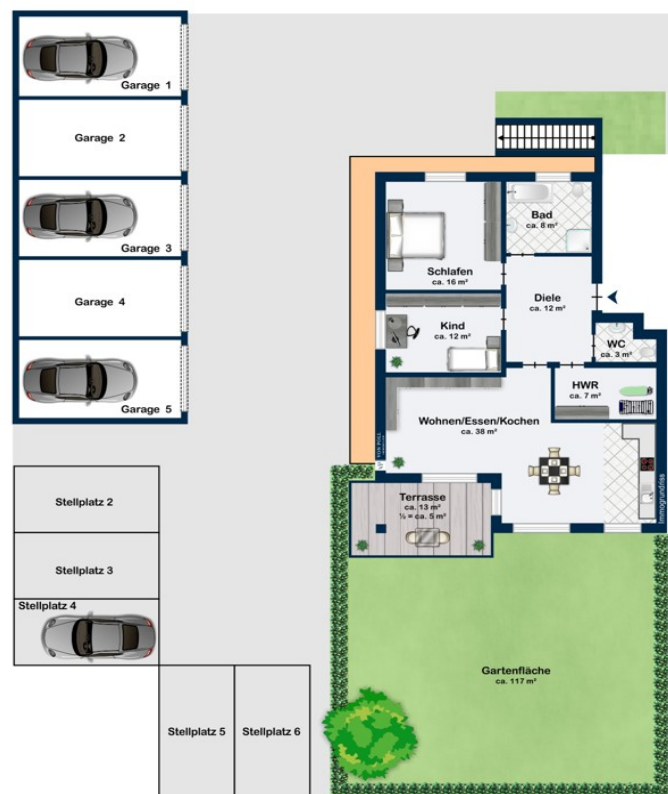 Garage 1
Garage 2
Garage 3
Garage 4
Garage 5
Stellplatz 2
Stellplatz 3
Stellplatz 4
Stellplatz 5
Stellplatz 6
Bad
ca. 8 m²
Schlafen
ca. 16 m²
Diele
ca. 12 m²
Kind
ca. 12 m²
WC
ca. 3 m²
HWR
ca. 7 m²
Wohnen/Essen/Kochen
ca. 38 m²
Terrasse
ca. 13 m²
½ = ca. 5 m²
Immogrundriss
Gartenfläche
ca. 117 m²